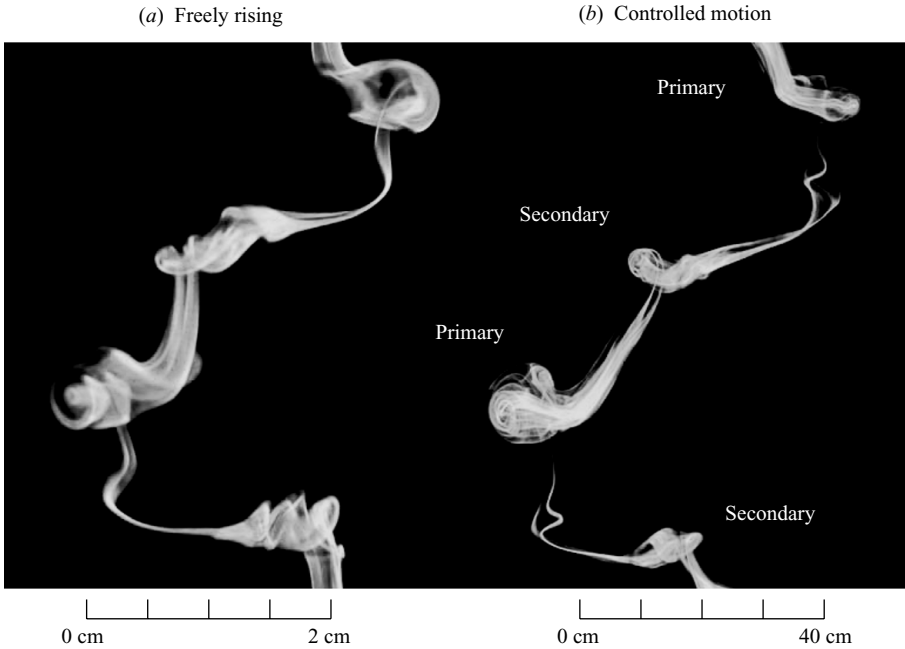 (a) Freely rising
(b) Controlled motion
Primary
Secondary
Primary
Secondary
0 cm
2 cm
0 cm
40 cm